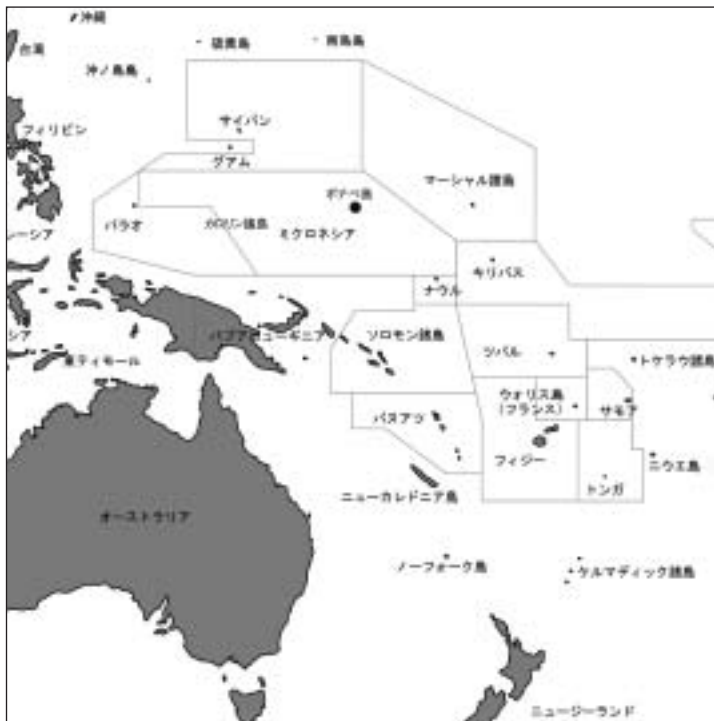 沖縄
台湾
硫黄島
南鳥島
沖ノ鳥島
フィリピン
サイパン
グアム
マーシャル諸島
ポナペ島
パラオ
カロリン諸島
ミクロネシア
レーシア
キリバス
ナウル
パプアニューギニア
ソロモン諸島
シア
東ティモール
ツバル
トケラウ諸島
ウォリス島
(フランス)
サモア
バヌアツ
フィジー
ニウエ島
トンガ
ニューカレドニア島
オーストラリア
ノーフォーク島
ケルマディック諸島
ニュージーランド